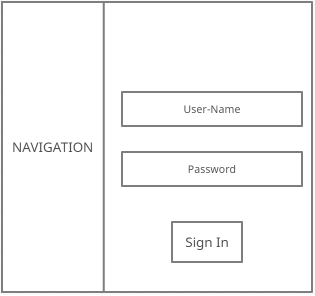 NAVIGATION
User-Name
Password
Sign In